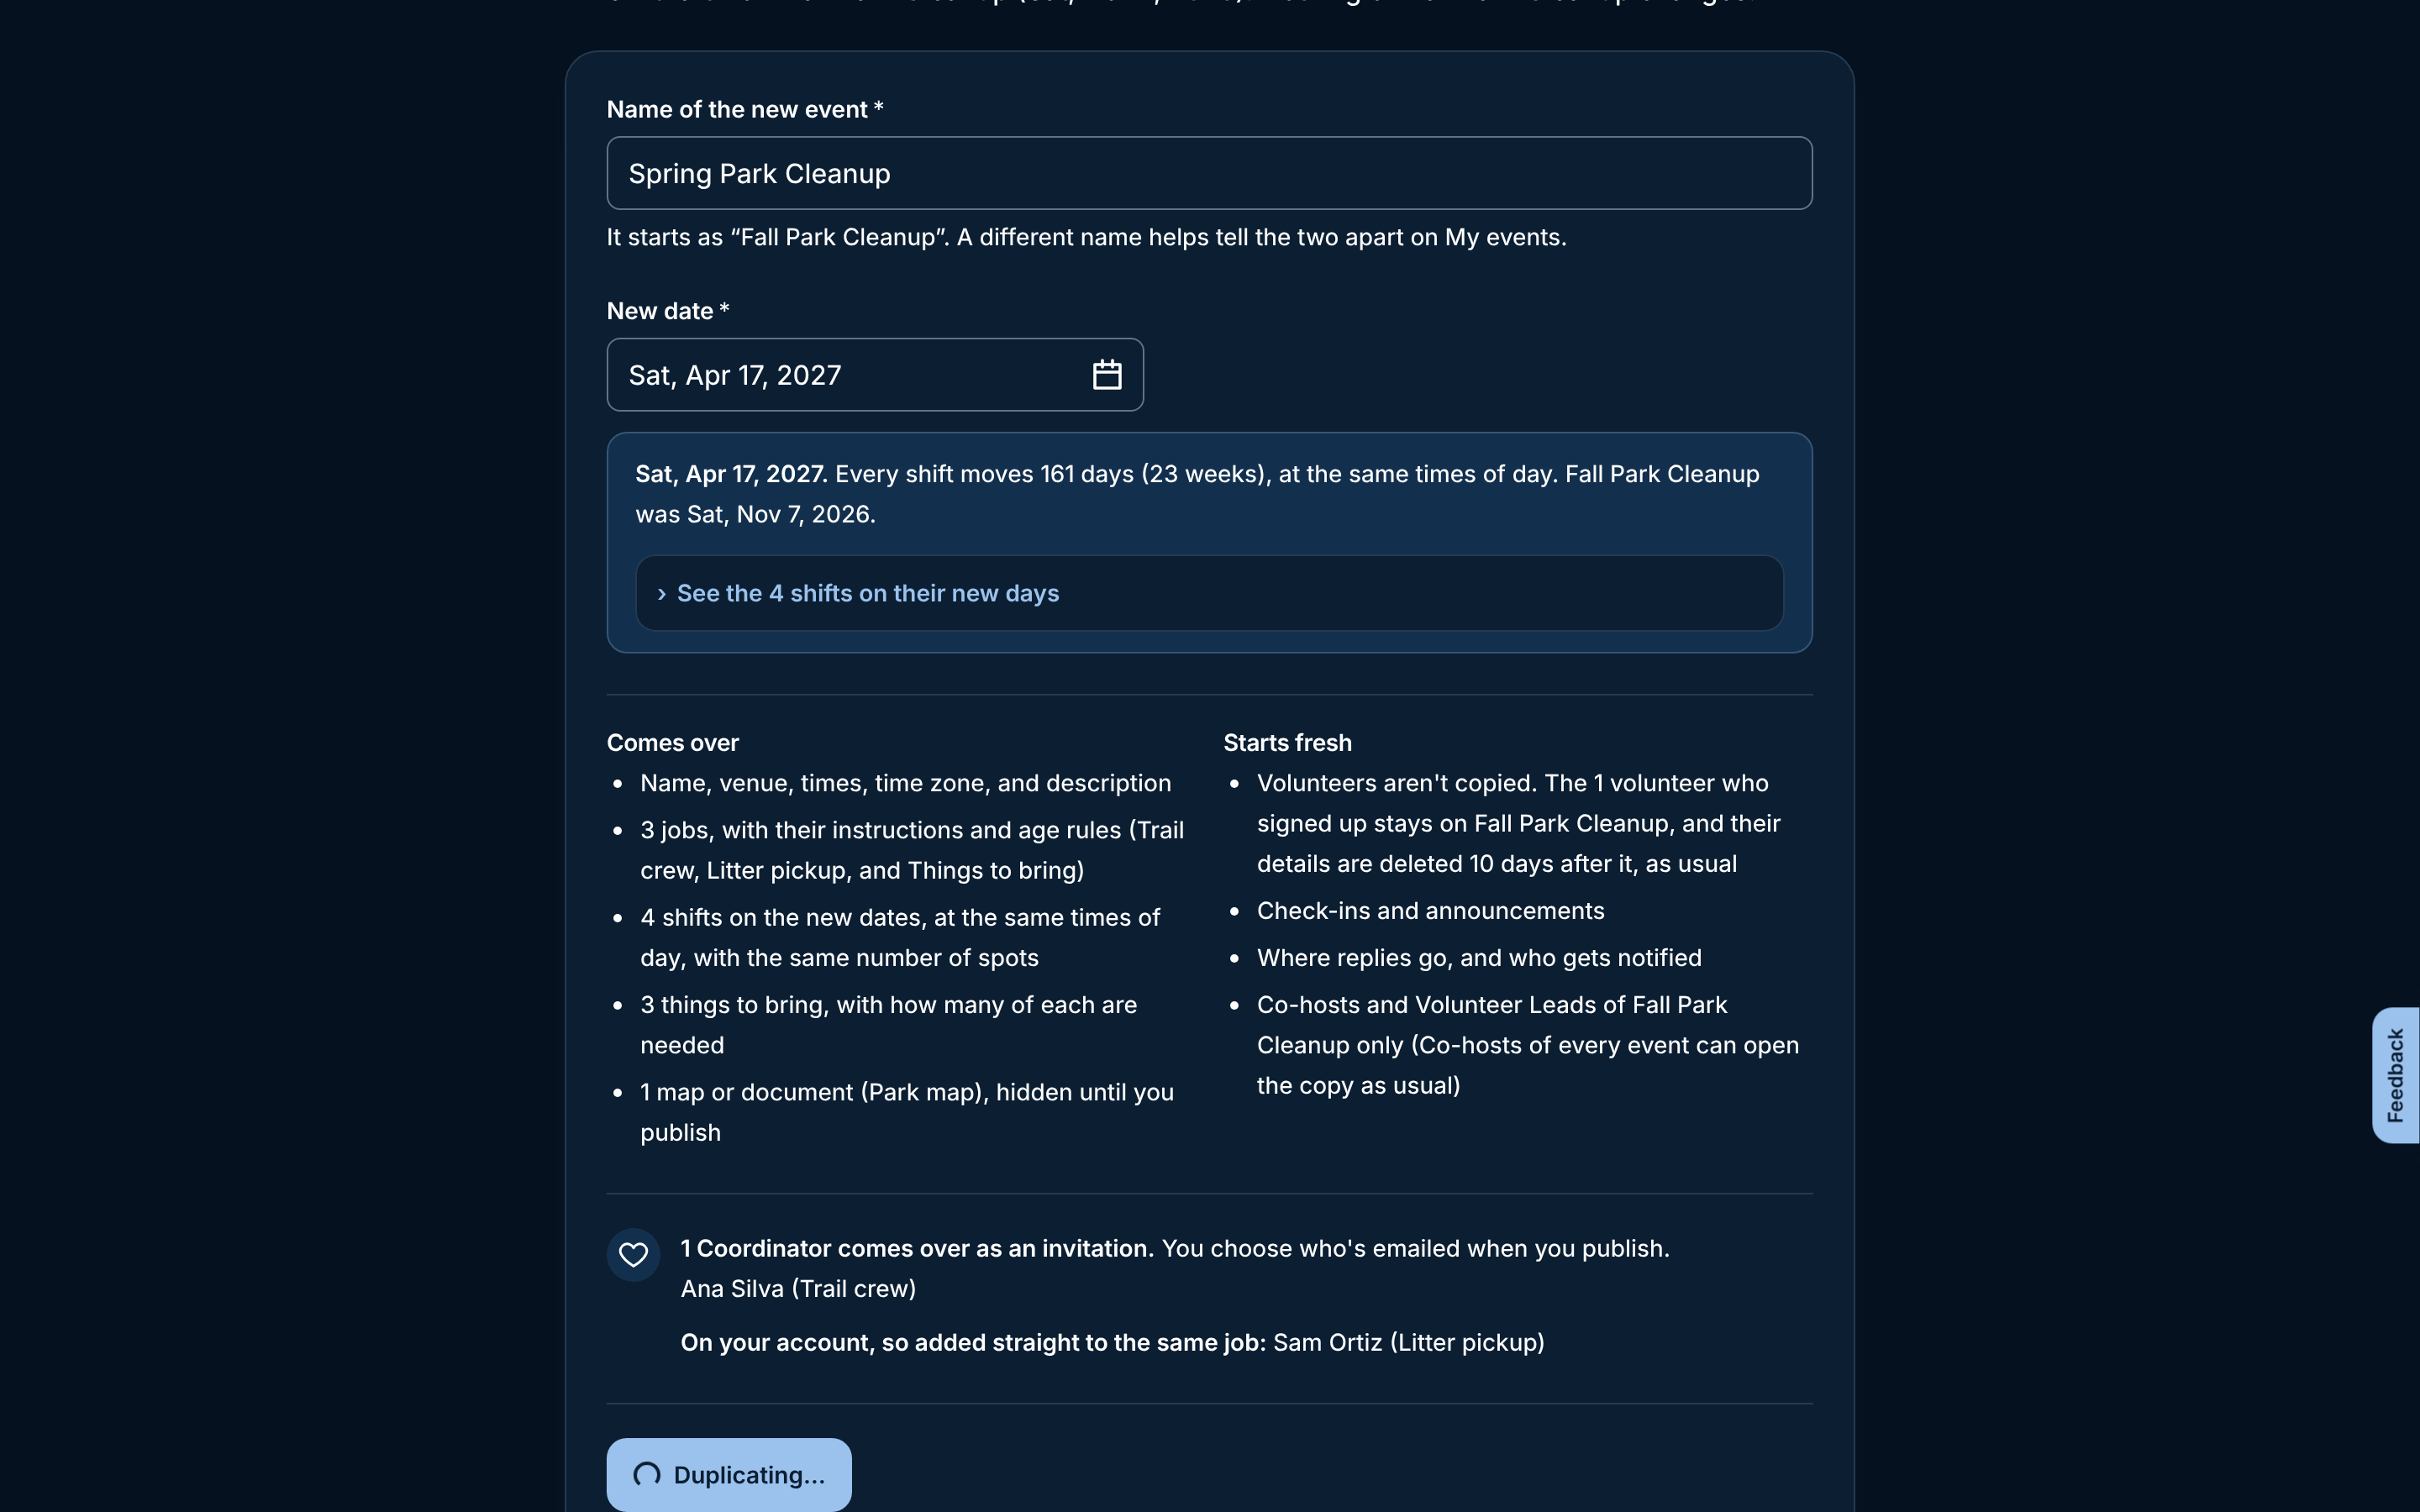 Name of the new event *
Spring Park Cleanup
It starts as “Fall Park Cleanup”. A different name helps tell the two apart on My events.
New date *
Sat, Apr 17, 2027
Sat, Apr 17, 2027. Every shift moves 161 days (23 weeks), at the same times of day. Fall Park Cleanup
was Sat, Nov 7, 2026.
› See the 4 shifts on their new days
Comes over
• Name, venue, times, time zone, and description
• 3 jobs, with their instructions and age rules (Trail
crew, Litter pickup, and Things to bring)
• 4 shifts on the new dates, at the same times of
day, with the same number of spots
• 3 things to bring, with how many of each are
needed
• 1 map or document (Park map), hidden until you
publish
Starts fresh
• Volunteers aren't copied. The 1 volunteer who
signed up stays on Fall Park Cleanup, and their
details are deleted 10 days after it, as usual
• Check-ins and announcements
• Where replies go, and who gets notified
• Co-hosts and Volunteer Leads of Fall Park
Cleanup only (Co-hosts of every event can open
the copy as usual)
1 Coordinator comes over as an invitation. You choose who's emailed when you publish.
Ana Silva (Trail crew)
On your account, so added straight to the same job: Sam Ortiz (Litter pickup)
Duplicating...
Feedback